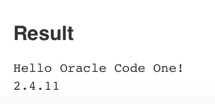 Result
Hello Oracle Code One!
2.4.11